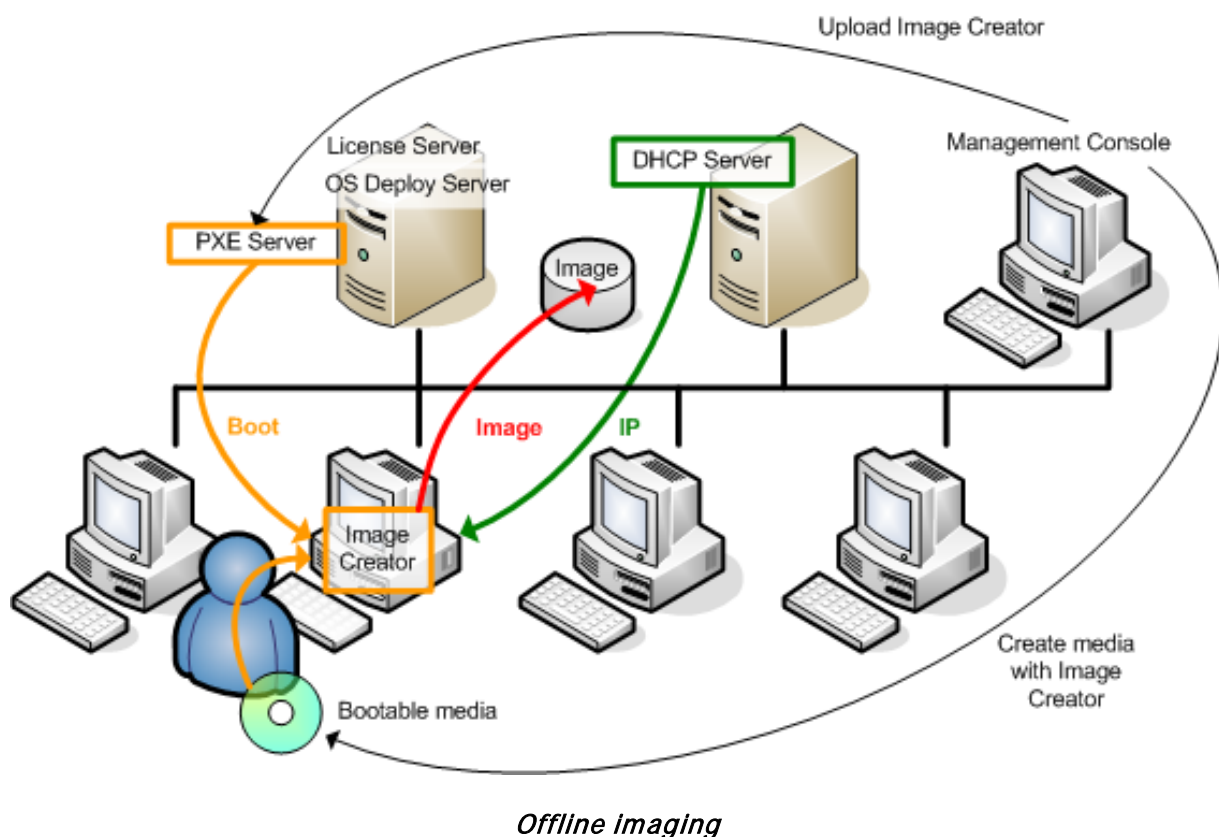 Upload Image Creator
License Server
OS Deploy Server
PXE Server
DHCP Server
Management Console
Image
Boot
Image
IP
Image
Creator
Create media
with Image
Creator
Bootable media
Offline imaging